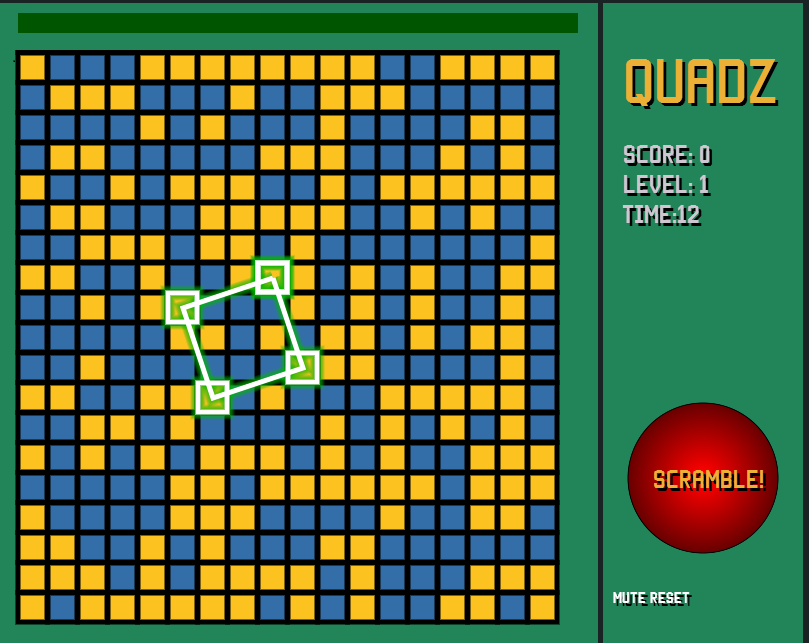 QUADZ
SCORE: 0
LEVEL: 1
TIME:12
SCRAMBLE!
MUTE RESET